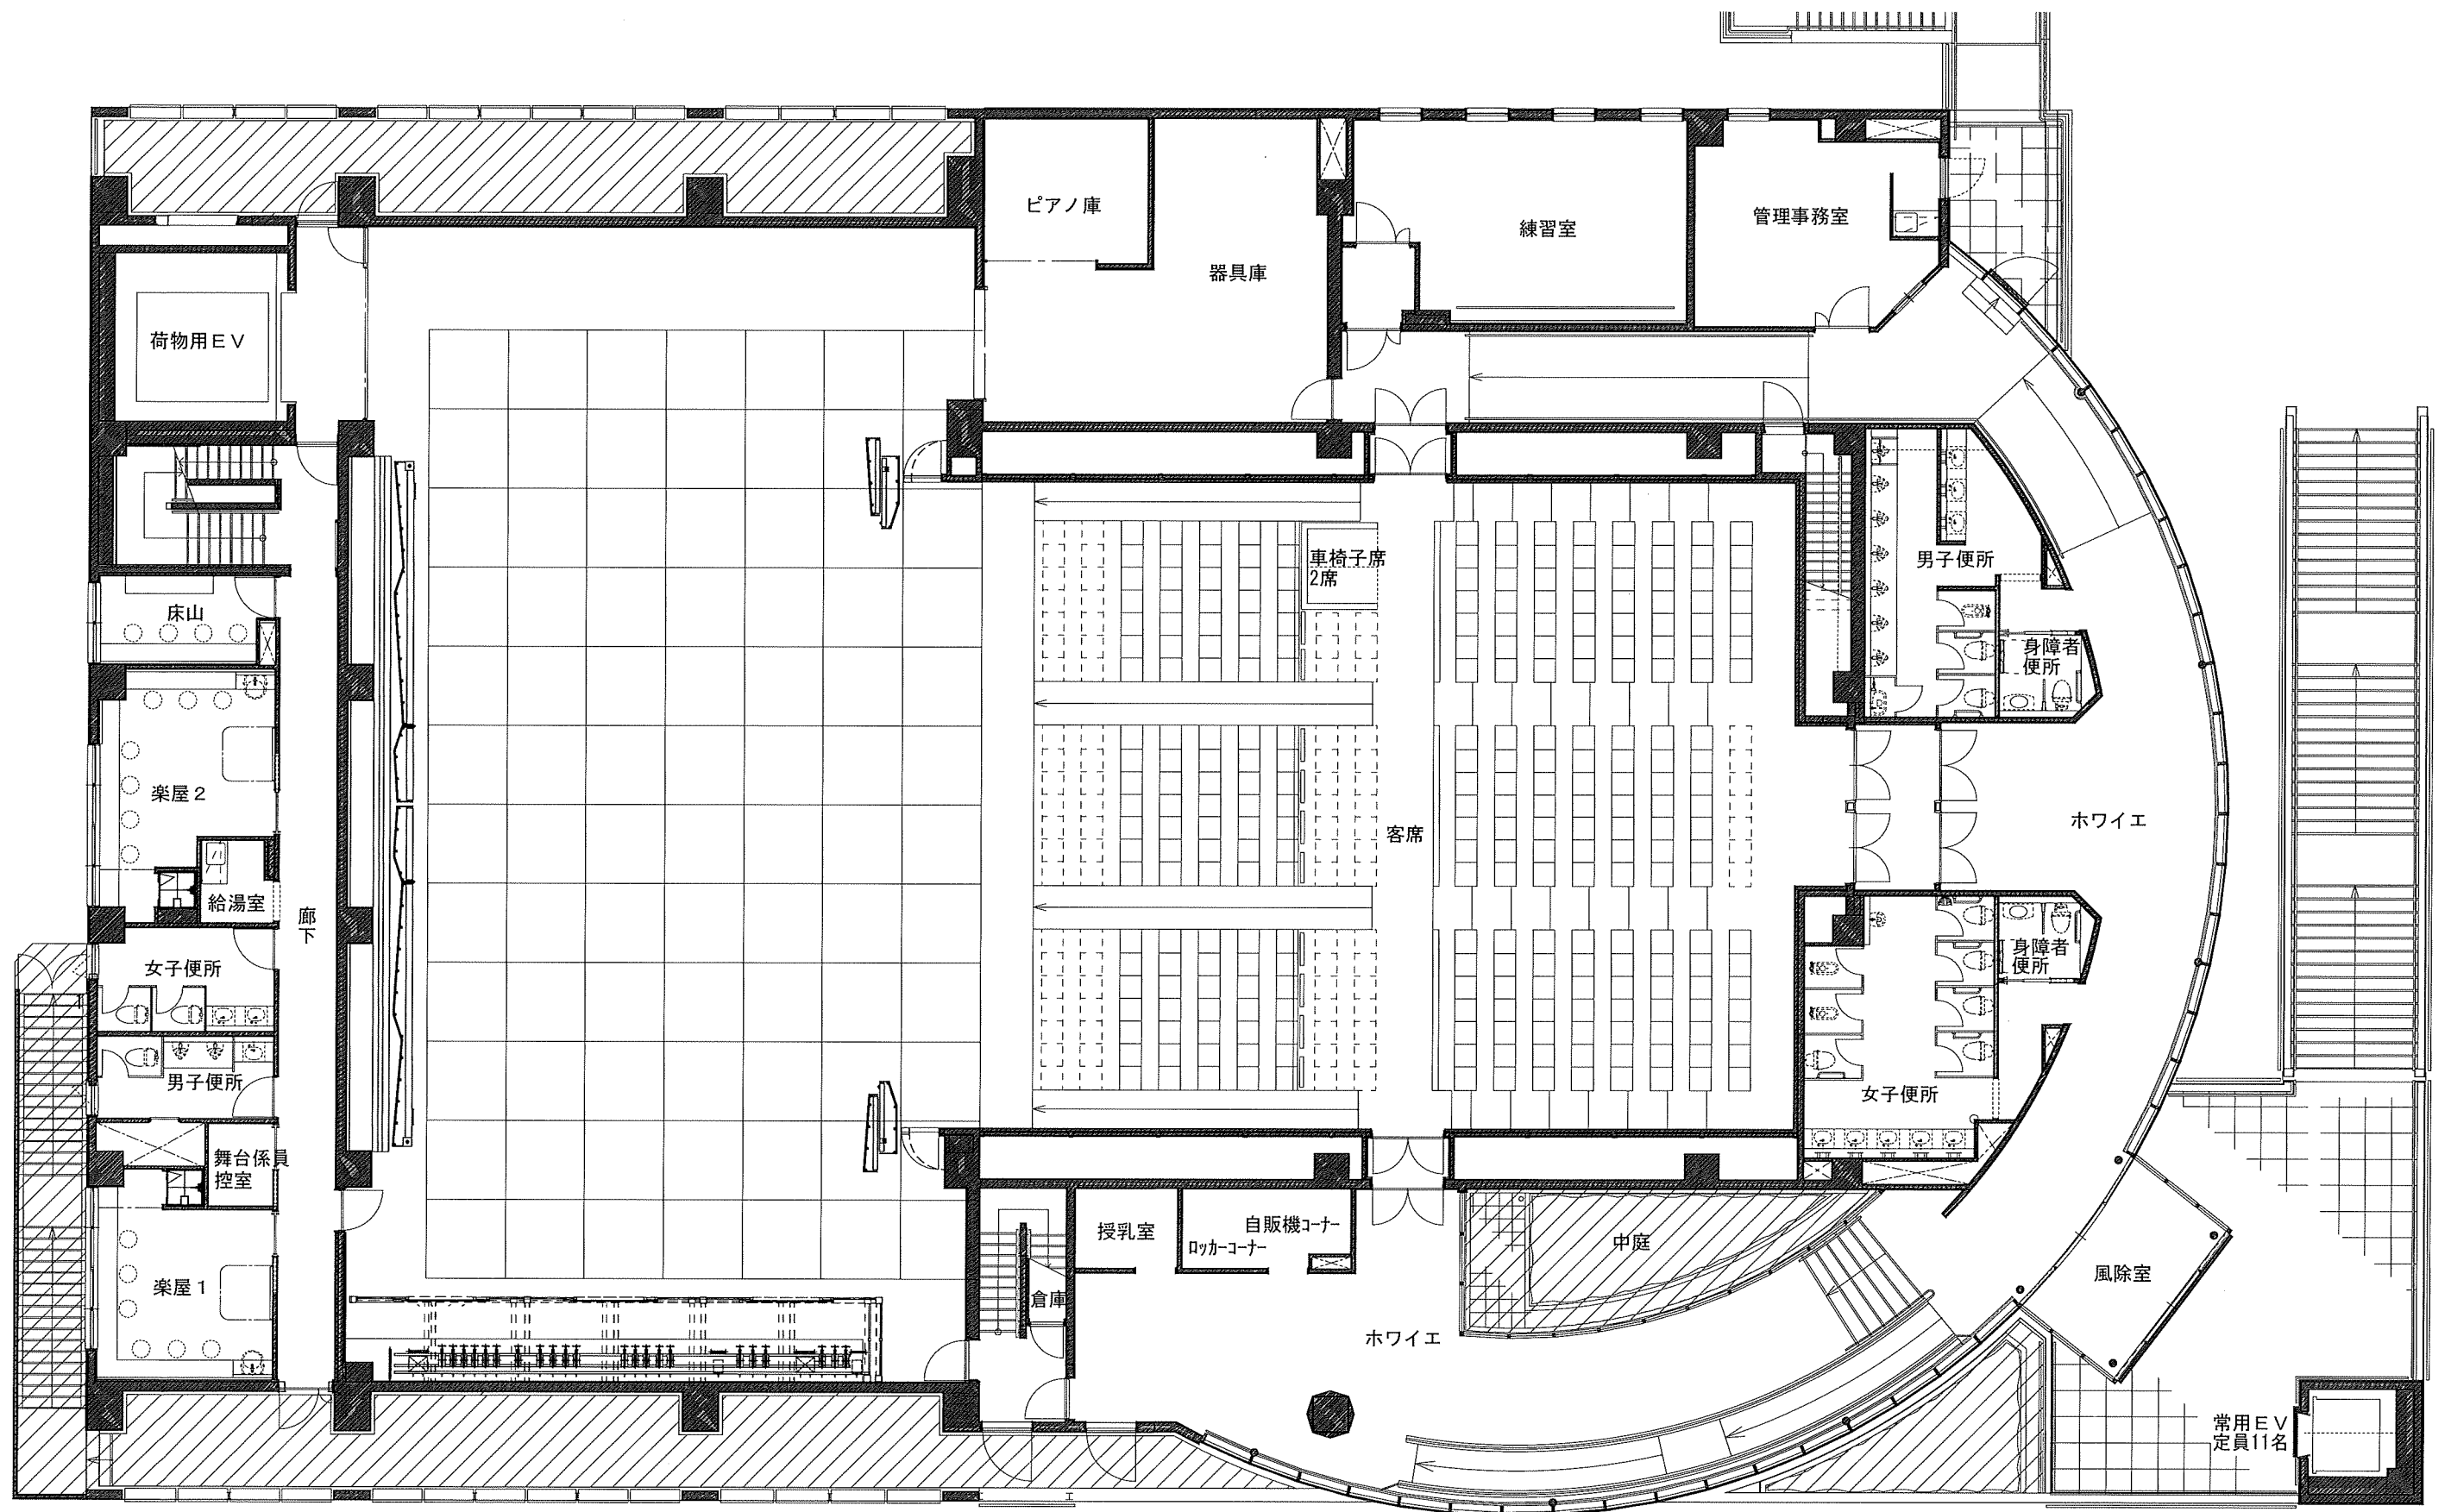 ピアノ庫
器具庫
練習室
管理事務室
荷物用EV
車椅子席
2席
男子便所
身障者
便所
床山
楽屋2
給湯室
廊下
客席
ホワイエ
女子便所
男子便所
舞台係員
控室
楽屋1
身障者
便所
女子便所
授乳室
自販機コーナー
ロッカーコーナー
倉庫
中庭
風除室
ホワイエ
常用EV
定員11名